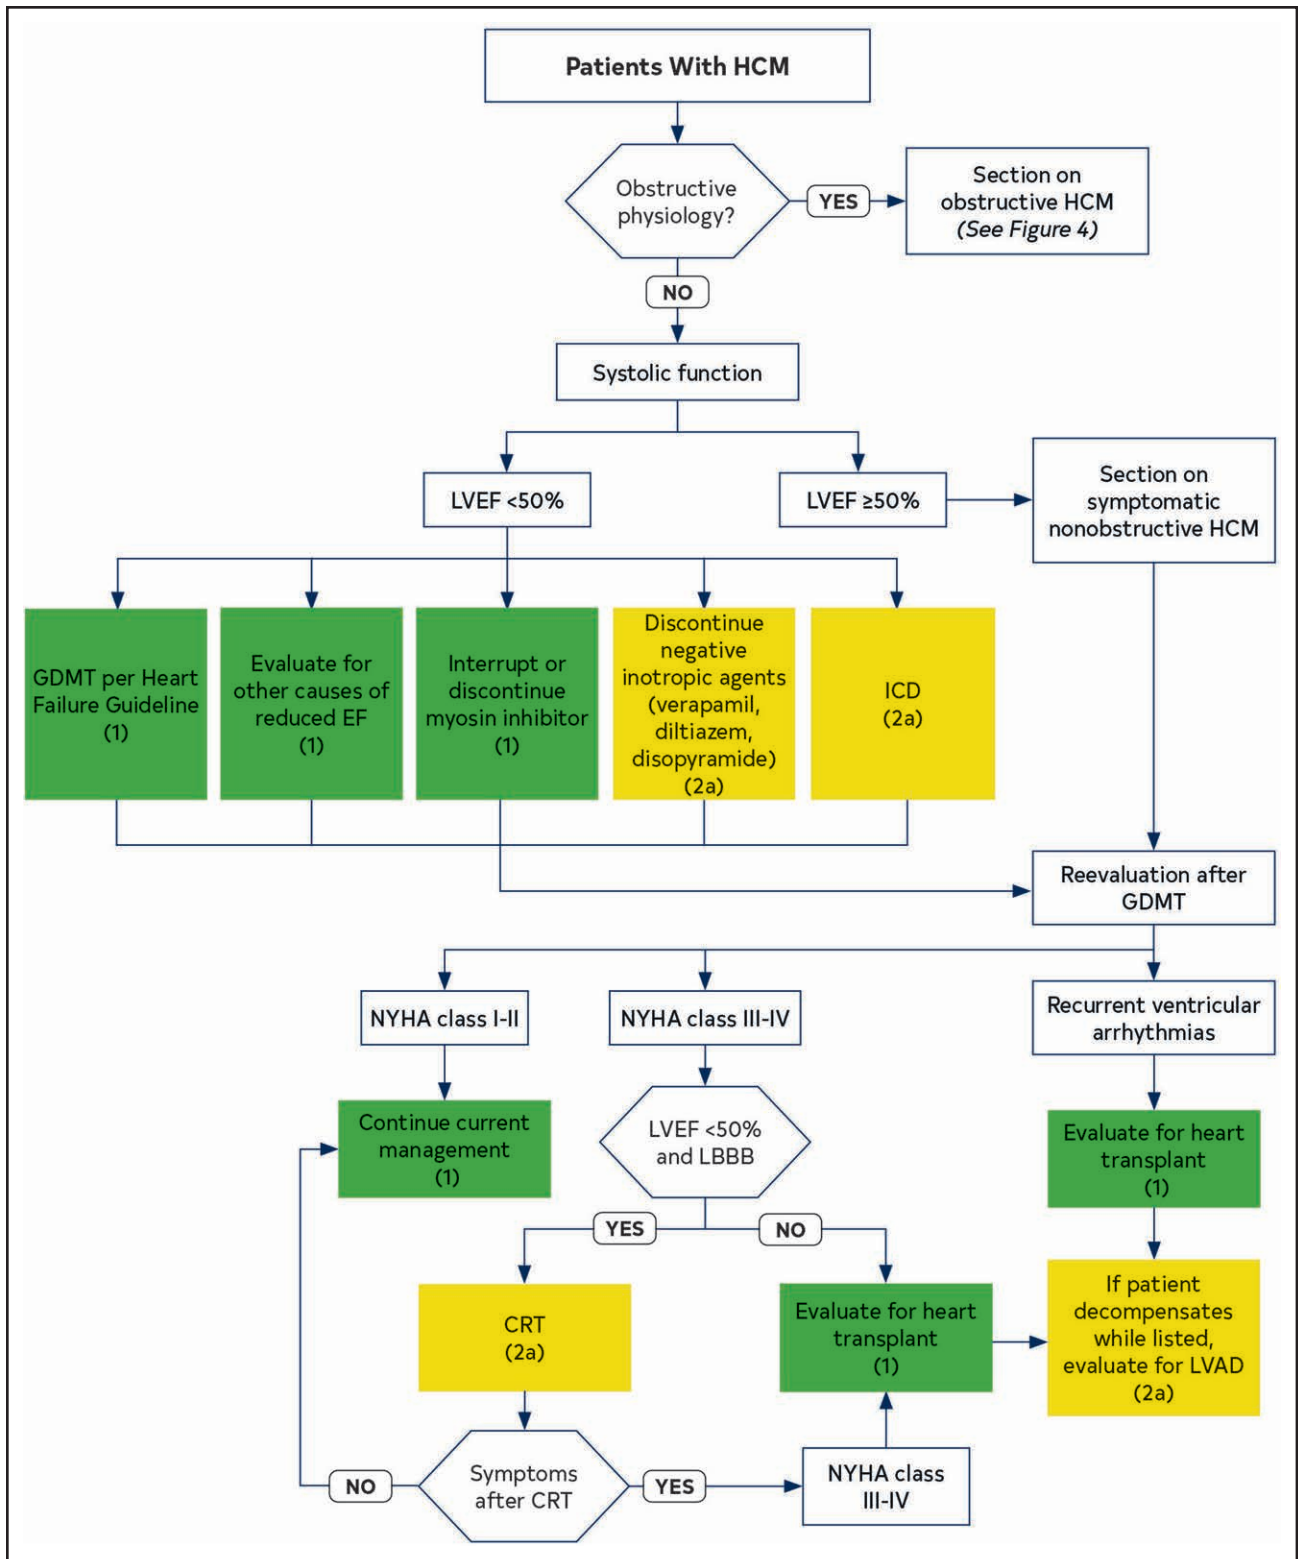 Patients With HCM
Obstructive
physiology?
YES
Section on
obstructive HCM
(See Figure 4)
NO
Systolic function
LVEF <50%
LVEF ≥50%
Section on
symptomatic
nonobstructive HCM
GDMT per Heart
Failure Guideline
(1)
Evaluate for
other causes of
reduced EF
(1)
Interrupt or
discontinue
myosin inhibitor
(1)
Discontinue
negative
inotropic agents
(verapamil,
diltiazem,
disopyramide)
(2a)
ICD
(2a)
Reevaluation after
GDMT
NYHA class I-II
NYHA class III-IV
Recurrent ventricular
arrhythmias
Continue current
management
(1)
LVEF <50%
and LBBB
Evaluate for heart
transplant
(1)
YES
NO
CRT
(2a)
Evaluate for heart
transplant
(1)
If patient
decompensates
while listed,
evaluate for LVAD
(2a)
Symptoms
after CRT
NO
YES
NYHA class
III-IV